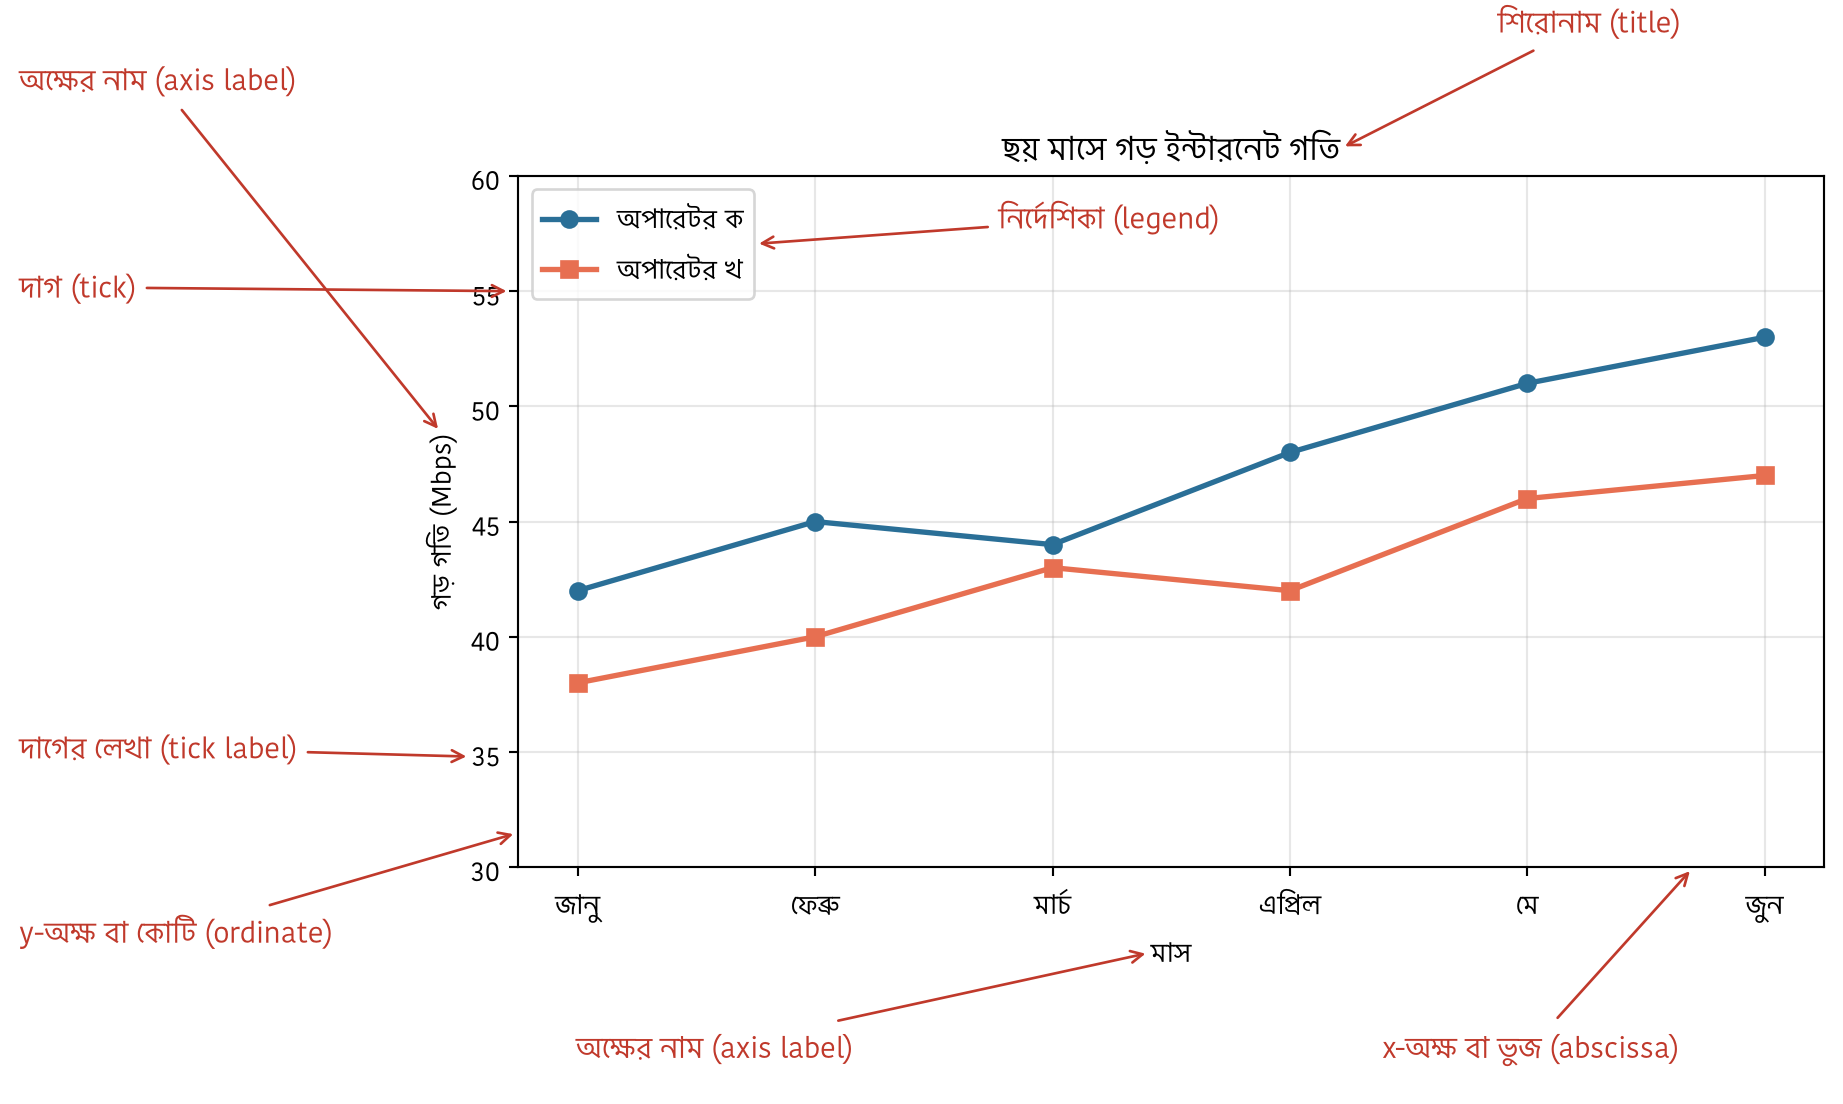 শিরোনাম (title)
অক্ষের নাম (axis label)
ছয় মাসে গড় ইন্টারনেট গতি
60
অপারেটর ক
নির্দেশিকা (legend)
অপারেটর খ
দাগ (tick)
55
50
গড় গতি (Mbps)
45
40
দাগের লেখা (tick label)
35
30
y-অক্ষ বা কোটি (ordinate)
জানু ফেব্রু মার্চ এপ্রিল মে জুন
মাস
অক্ষের নাম (axis label)
x-অক্ষ বা ভুজ (abscissa)